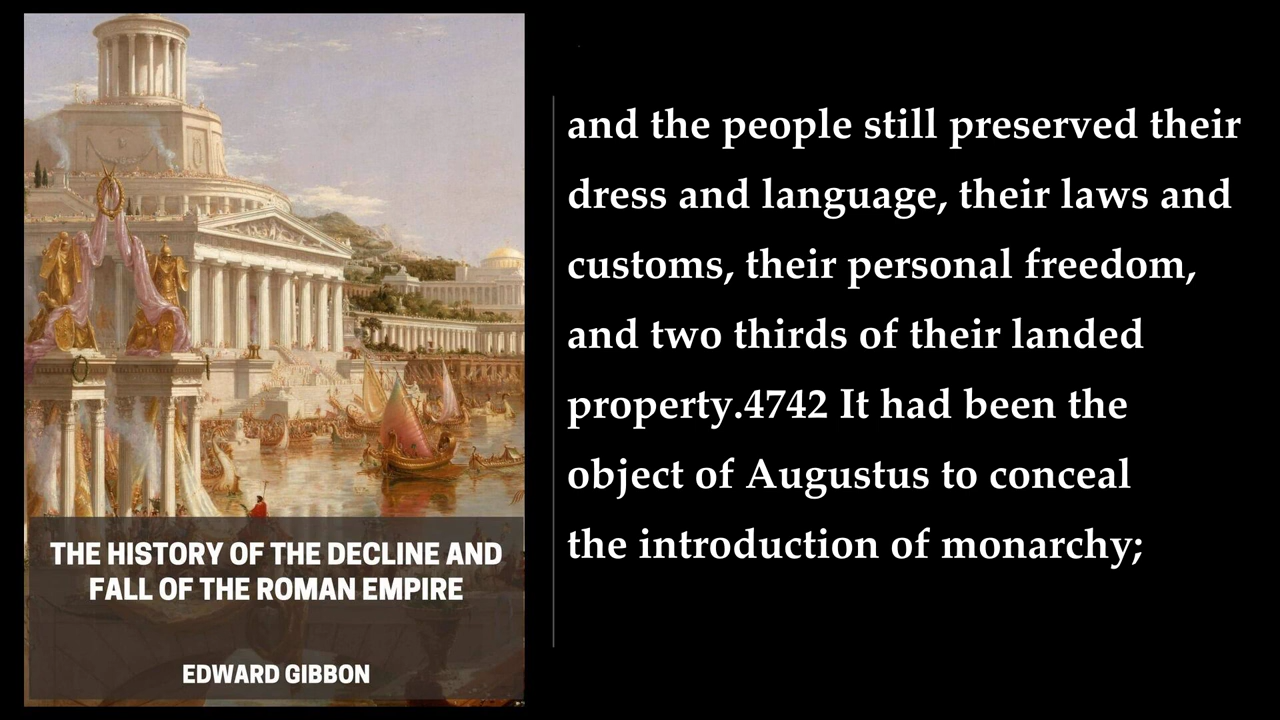 THE HISTORY OF THE DECLINE AND
FALL OF THE ROMAN EMPIRE
EDWARD GIBBON
and the people still preserved their
dress and language, their laws and
customs, their personal freedom,
and two thirds of their landed
property.4742 It had been the
object of Augustus to conceal
the introduction of monarchy;